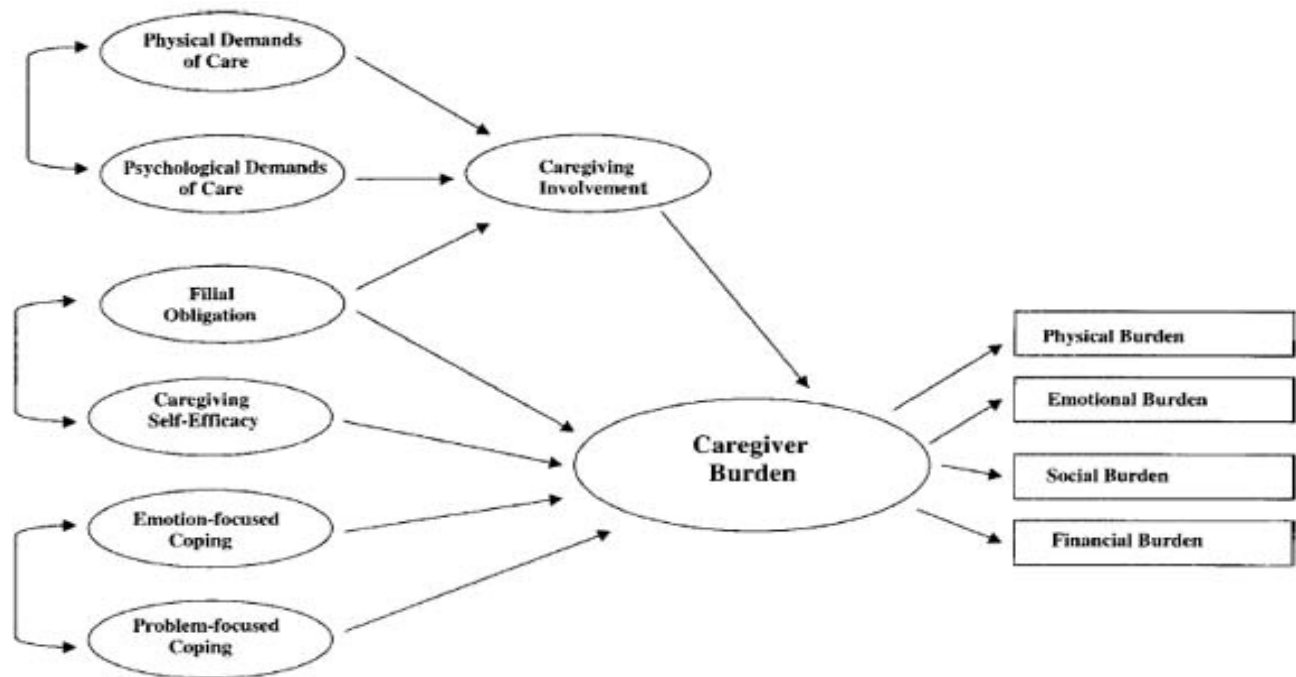 Physical Demands
of Care
Psychological Demands
of Care
Caregiving
Involvement
Filial
Obligation
Caregiving
Self-Efficacy
Emotion-focused
Coping
Problem-focused
Coping
Caregiver
Burden
Physical Burden
Emotional Burden
Social Burden
Financial Burden